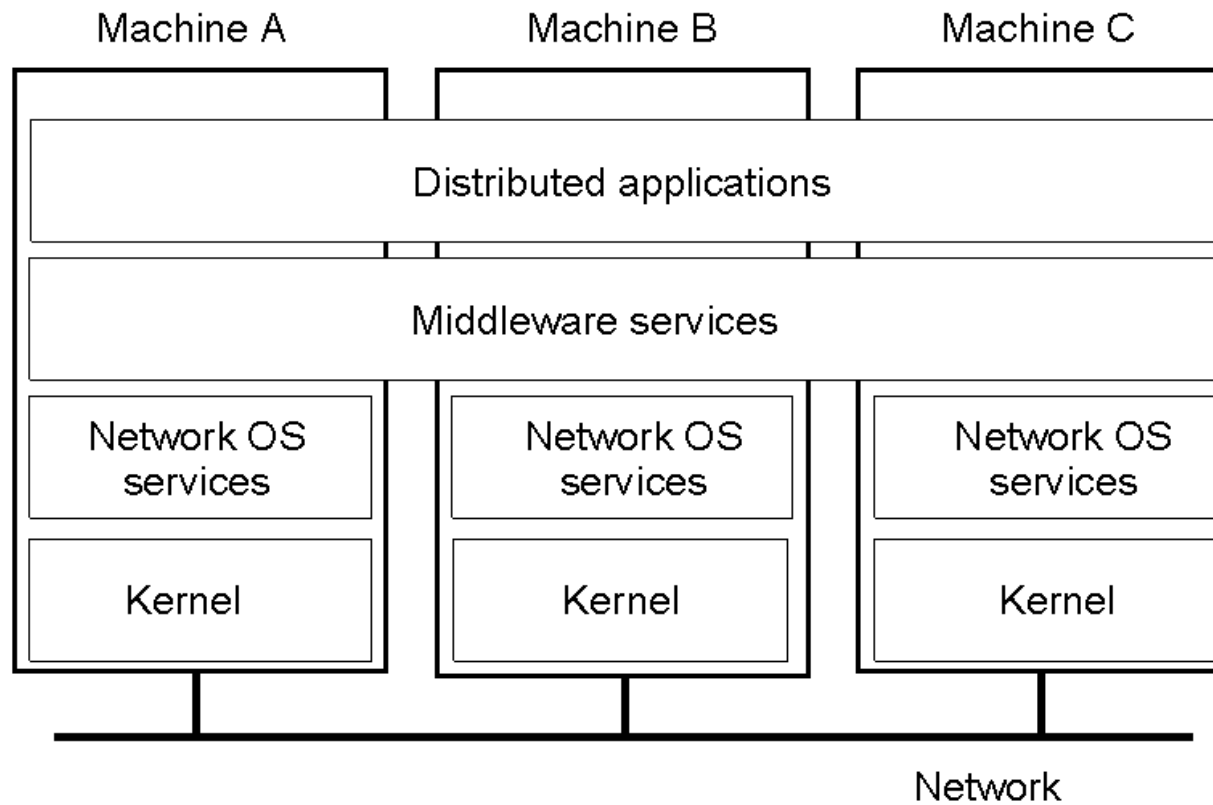 Machine A
Machine B
Machine C
Distributed applications
Middleware services
Network OS
services
Network OS
services
Network OS
services
Kernel
Kernel
Kernel
Network